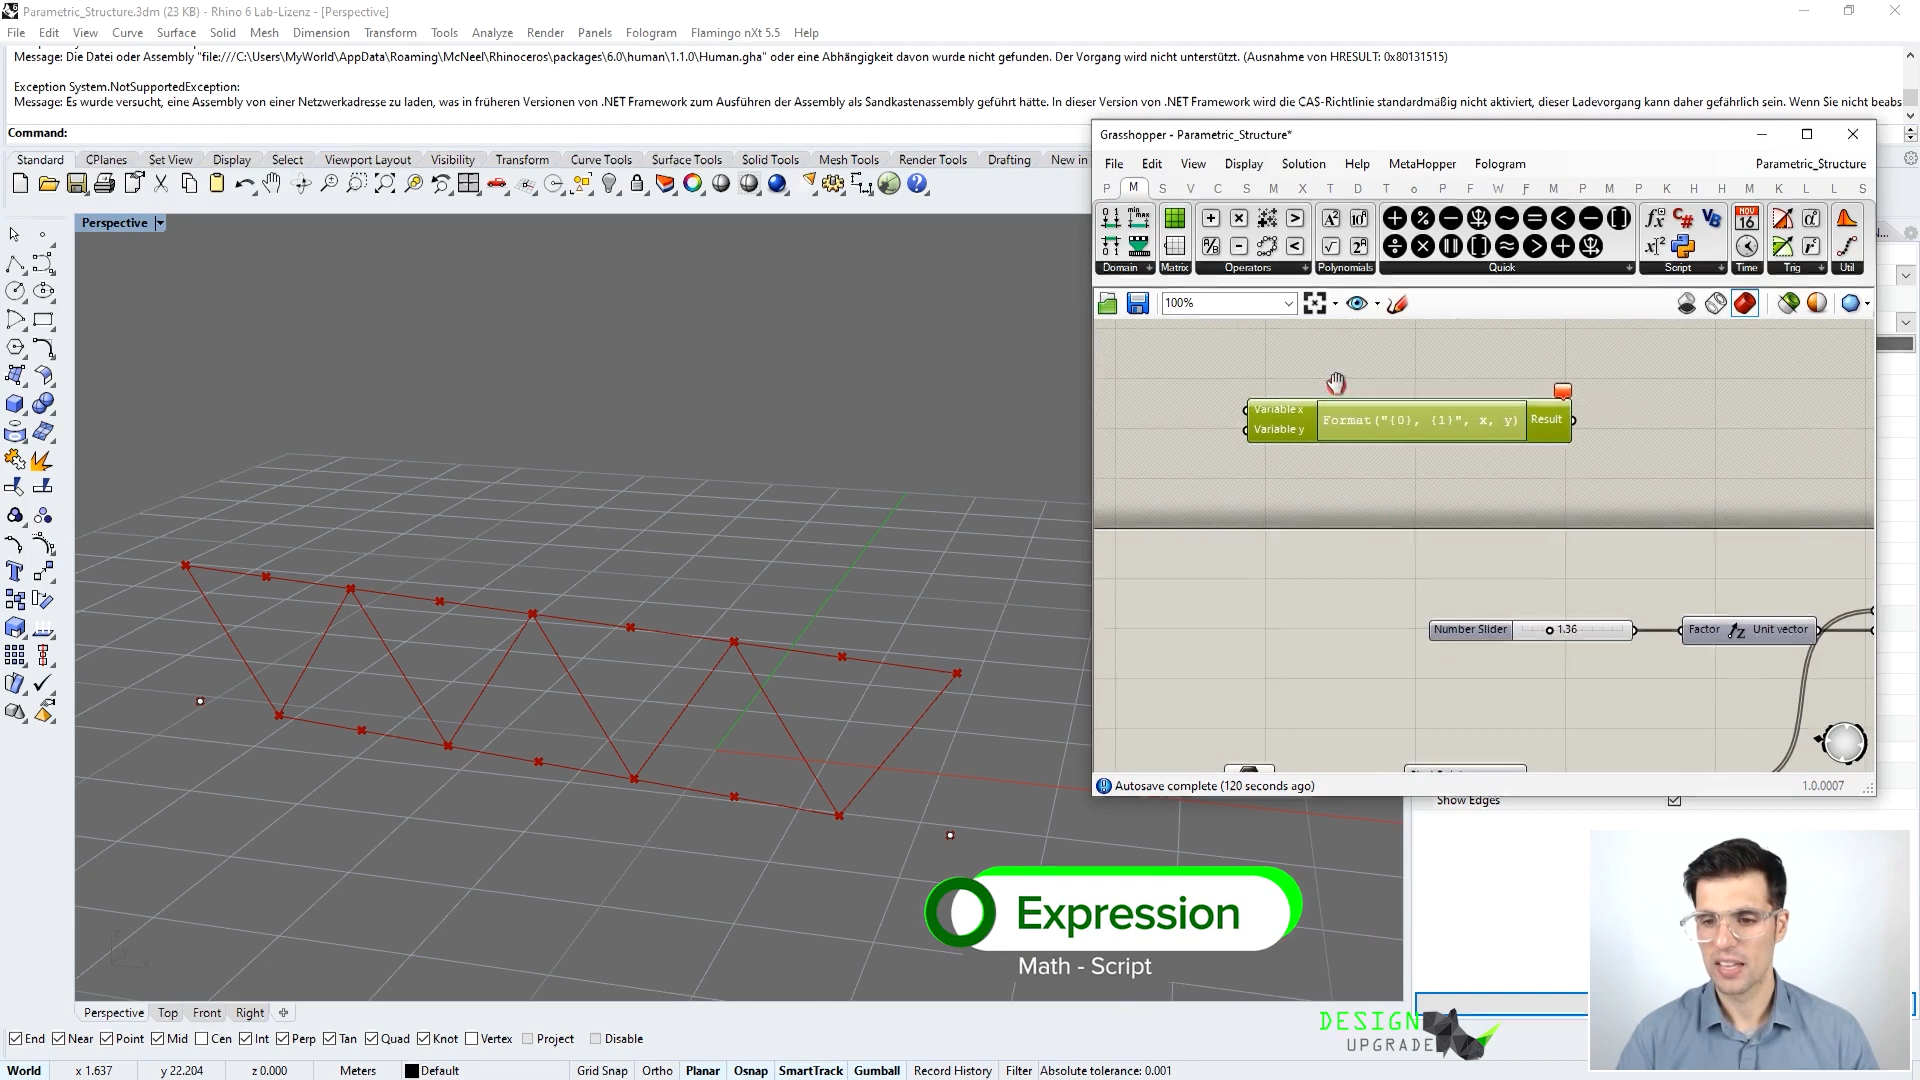 Parametric_Structure.3dm (23 KB) - Rhino 6 Lab-Lizenz - [Perspective]
File Edit View Curve Surface Solid Mesh Dimension Transform Tools Analyze Render Panels Fologram Flamingo nXt 5.5 Help
Message: Die Datei oder Assembly "file:///C:\Users\MyWorld\AppData\Roaming\McNeel\Rhinoceros\packages\6.0\human\1.1.0\Human.gha" oder eine Abhängigkeit davon wurde nicht gefunden. Der Vorgang wird nicht unterstützt. (Ausnahme von HRESULT: 0x80131515)
Exception System.NotSupportedException:
Message: Es wurde versucht, eine Assembly von einer Netzwerkadresse zu laden, was in früheren Versionen von .NET Framework zum Ausführen der Assembly als Sandkastenassembly geführt hätte. In dieser Version von .NET Framework wird die CAS-Richtlinie standardmäßig nicht aktiviert, dieser Ladevorgang kann daher gefährlich sein. Wenn Sie nicht beabs
Command:
Standard CPlanes Set View Display Select Viewport Layout Visibility Transform Curve Tools Surface Tools Solid Tools Mesh Tools Render Tools Drafting New in
Perspective
Grasshopper - Parametric_Structure*
File Edit View Display Solution Help MetaHopper Fologram Parametric_Structure
P M S V C S M X T D T o P F W F M P M P K H H M K L L S
Domain Matrix Operators Polynomials Quick Script Time Trig Util
100%
Variable x
Variable y
Format("{0}, {1}", x, y)
Result
Number Slider 1.36
Factor Unit vector
Autosave complete (120 seconds ago)
1.0.0007
Show Edges
Expression
Math - Script
DESIGN
UPGRADE
Perspective Top Front Right
End Near Point Mid Cen Int Perp Tan Quad Knot Vertex Project Disable
World x 1.637 y 22.204 z 0.000 Meters Default Grid Snap Ortho Planar Osnap SmartTrack Gumball Record History Filter Absolute tolerance: 0.001